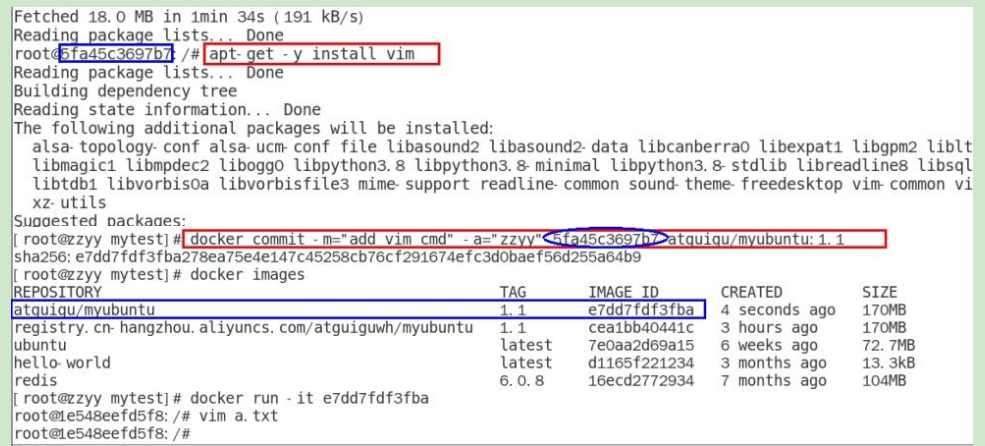 Fetched 18.0 MB in 1min 34s (191 kB/s)
Reading package lists... Done
root@5fa45c3697b7:/# apt-get -y install vim
Reading package lists... Done
Building dependency tree
Reading state information... Done
The following additional packages will be installed:
alsa-topology-conf alsa-ucm-conf file libasound2 libasound2-data libcanberra0 libexpat1 libgpm2 liblt
libmagic1 libmpdec2 libogg0 libpython3.8 libpython3.8-minimal libpython3.8-stdlib libreadline8 libsql
libtdb1 libvorbis0a libvorbisfile3 mime-support readline-common sound-theme-freedesktop vim-common vi
xz-utils
Suggested packages:
[root@zzyy mytest]# docker commit -m="add vim cmd" -a="zzyy" 5fa45c3697b7 atguigu/myubuntu:1.1
sha256:e7dd7fdf3fba278ea75e4e147c45258cb76cf291674efc3d0baef56d255a64b9
[root@zzyy mytest]# docker images
REPOSITORY TAG IMAGE ID CREATED SIZE
atguigu/myubuntu 1.1 e7dd7fdf3fba 4 seconds ago 170MB
registry.cn-hangzhou.aliyuncs.com/atguiguwh/myubuntu 1.1 cea1bb40441c 3 hours ago 170MB
ubuntu latest 7e0aa2d69a15 6 weeks ago 72.7MB
hello-world latest d1165f221234 3 months ago 13.3kB
redis 6.0.8 16ecd2772934 7 months ago 104MB
[root@zzyy mytest]# docker run -it e7dd7fdf3fba
root@1e548eefd5f8:/# vim a.txt
root@1e548eefd5f8:/#